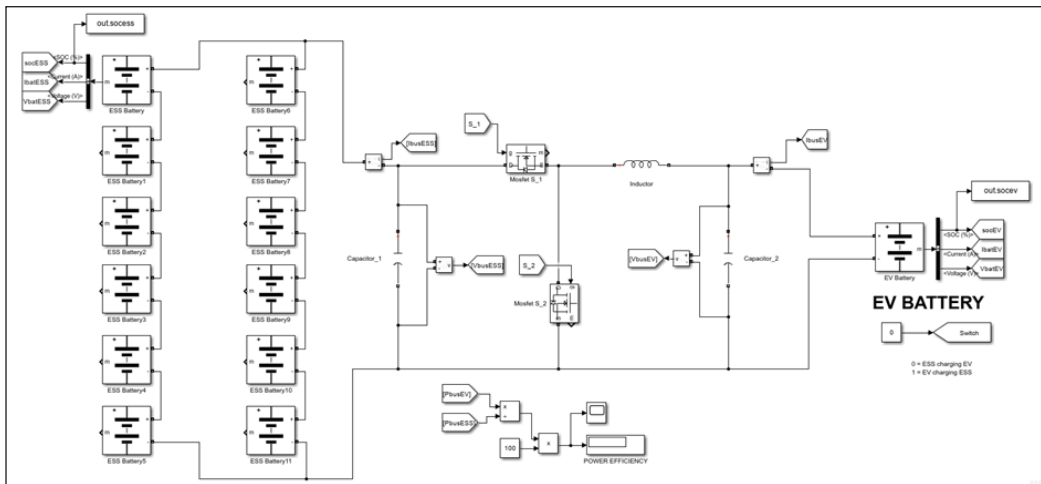 out.socess
<SOC (%)>
socESS
<Current (A)>
IbatESS
<Voltage (V)>
VbatESS
m
+
-
ESS Battery
ESS Battery6
ESS Battery1
ESS Battery7
ESS Battery2
ESS Battery8
ESS Battery3
ESS Battery9
ESS Battery4
ESS Battery10
ESS Battery5
ESS Battery11
[IbusESS]
S_1
g
m
D
Mosfet S_1
Inductor
IbusEV
Capacitor_1
v
[VbusESS]
S_2
Mosfet S_2
[VbusEV]
v
Capacitor_2
out.socev
<SOC (%)>
socEV
<Current (A)>
IbatEV
<Voltage (V)>
VbatEV
m
EV Battery
EV BATTERY
0
Switch
0 = ESS charging EV
1 = EV charging ESS
[PbusEV]
[PbusESS]
×
÷
100
×
POWER EFFICIENCY